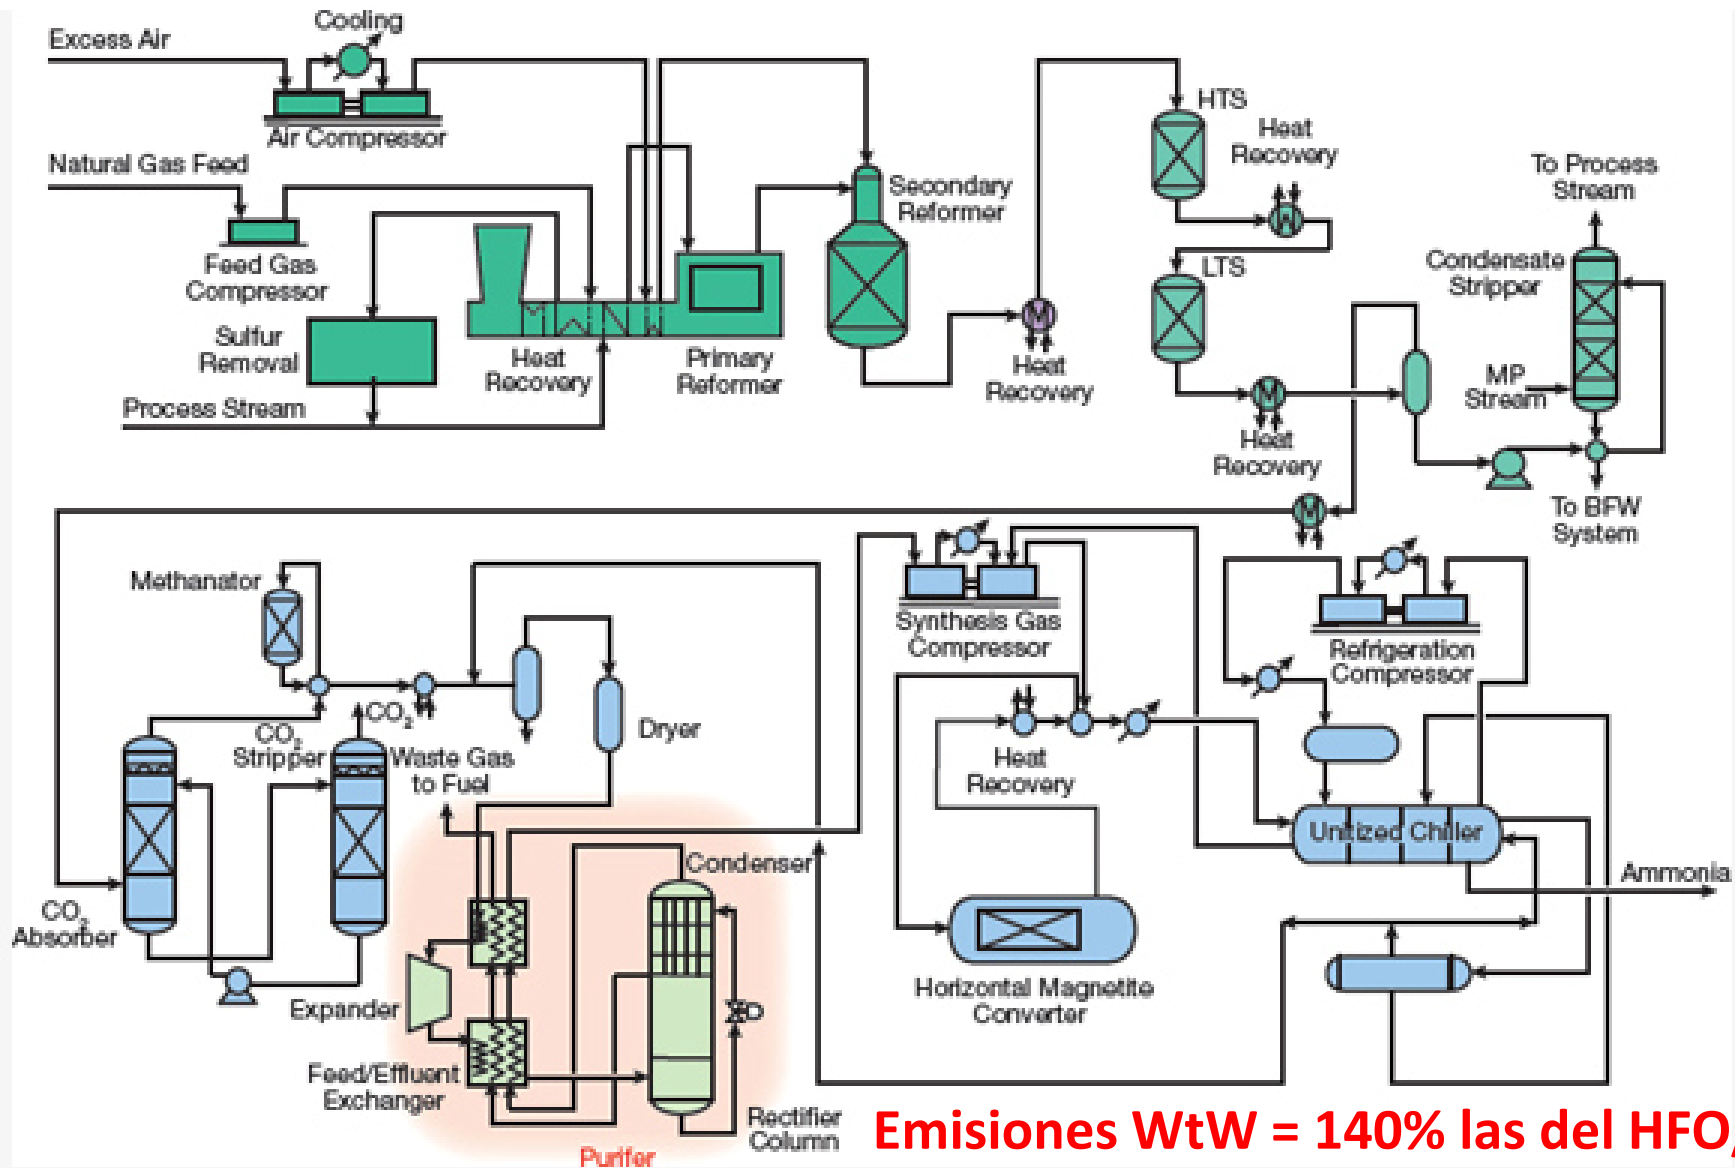 Cooling
Excess Air
Air Compressor
Natural Gas Feed
Feed Gas
Compressor
Sulfur
Removal
Heat
Recovery
Primary
Reformer
Process Stream
Secondary
Reformer
Heat
Recovery
HTS
Heat
Recovery
LTS
Heat
Recovery
To Process
Stream
Condensate
Stripper
MP
Stream
To BFW
System
Methanator
CO2
CO2
Stripper
Waste Gas
to Fuel
Dryer
CO2
Absorber
Expander
Feed/Effluent
Exchanger
Condenser
Rectifier
Column
Purifer
Synthesis Gas
Compressor
Refrigeration
Compressor
Heat
Recovery
Unitized Chiller
Ammonia
Horizontal Magnetite
Converter
Emisiones WtW = 140% las del HFO